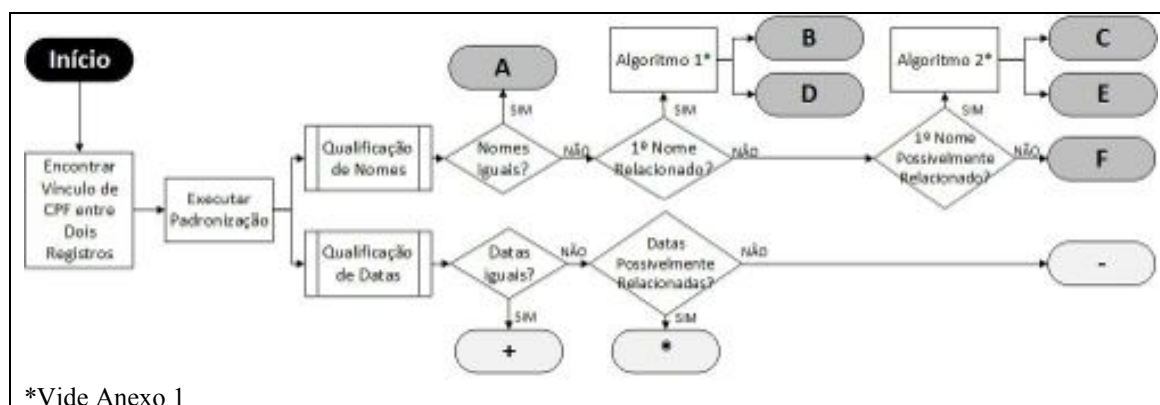 Início
Encontrar
Vínculo de
CPF entre
Dois
Registros
Executar
Padronização
Qualificação
de Nomes
Nomes
iguais?
SIM
A
NÃO
1º Nome
Relacionado?
SIM
Algoritmo 1*
B
D
NÃO
1º Nome
Possivelmente
Relacionado?
SIM
Algoritmo 2*
C
E
NÃO
F
Qualificação
de Datas
Datas
iguais?
SIM
+
NÃO
Datas
Possivelmente
Relacionadas?
SIM
*
NÃO
-
*Vide Anexo 1